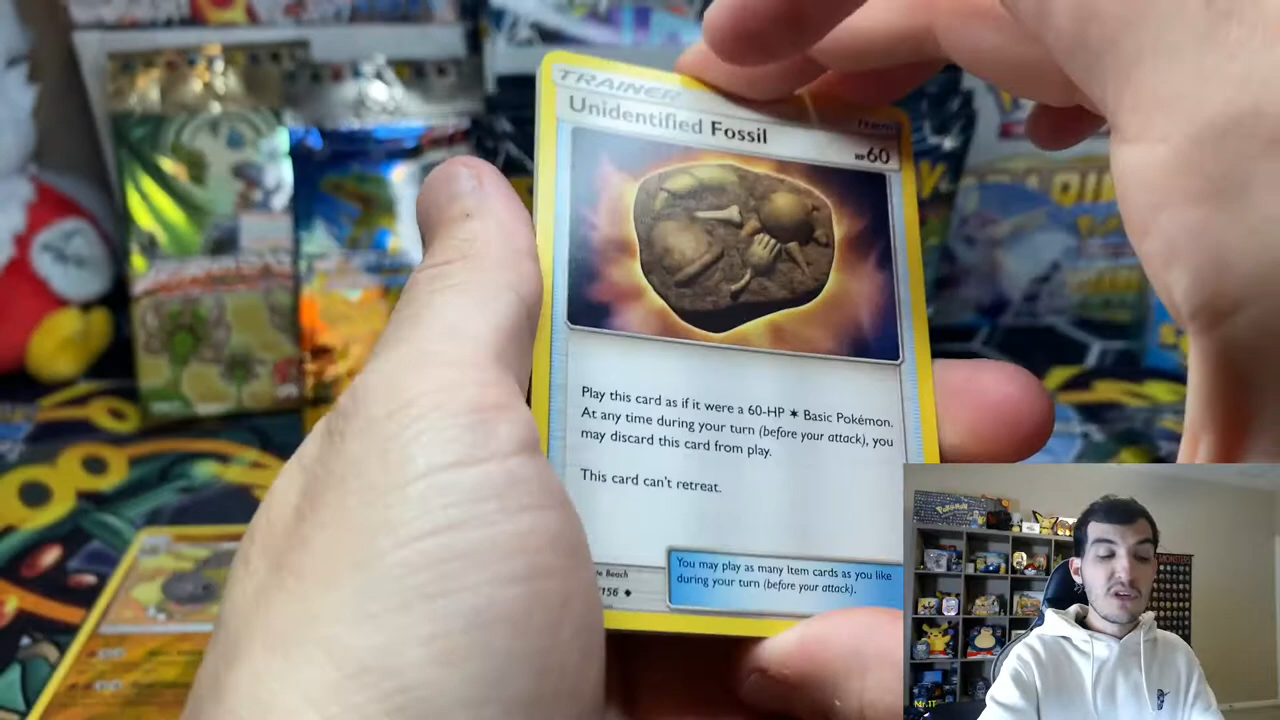 TRAINER
Item
Unidentified Fossil
HP60
Play this card as if it were a 60-HP ✶ Basic Pokémon.
At any time during your turn (before your attack), you
may discard this card from play.
This card can't retreat.
You may play as many Item cards as you like
during your turn (before your attack).
Beach
156